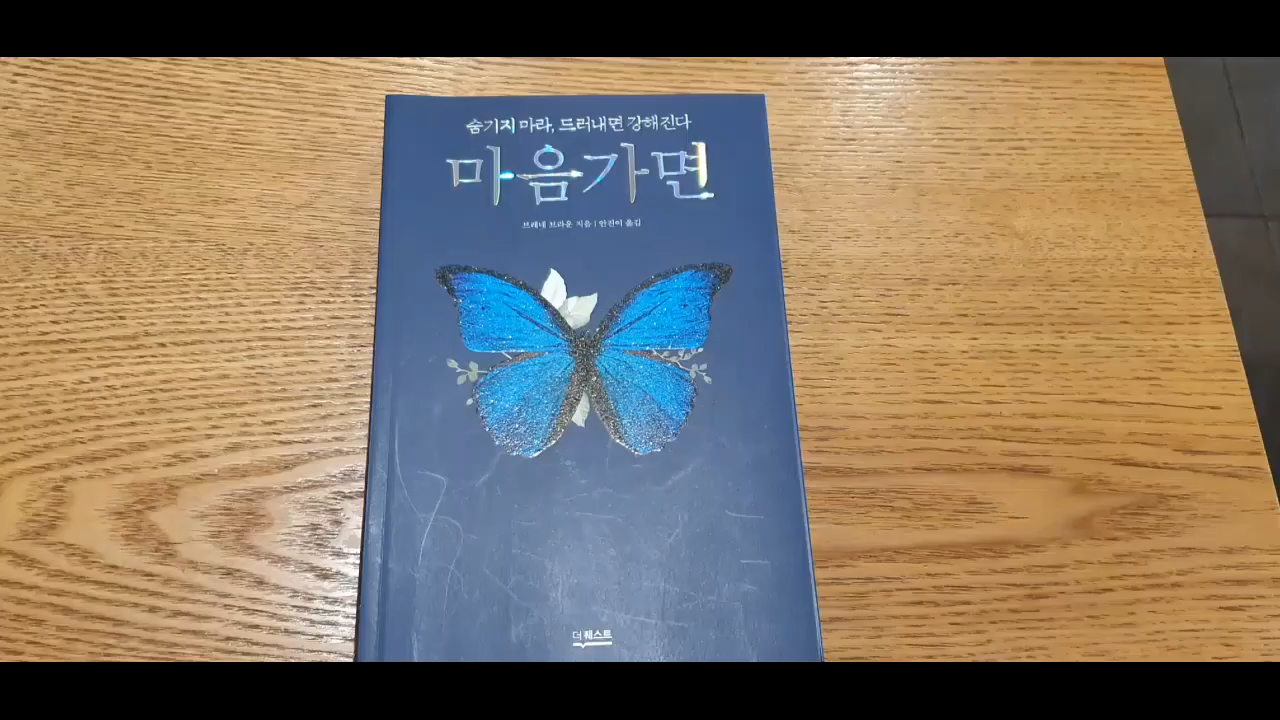 숨기지 마라, 드러내면 강해진다
마음가면
브레네 브라운 지음 | 안진이 옮김
더퀘스트